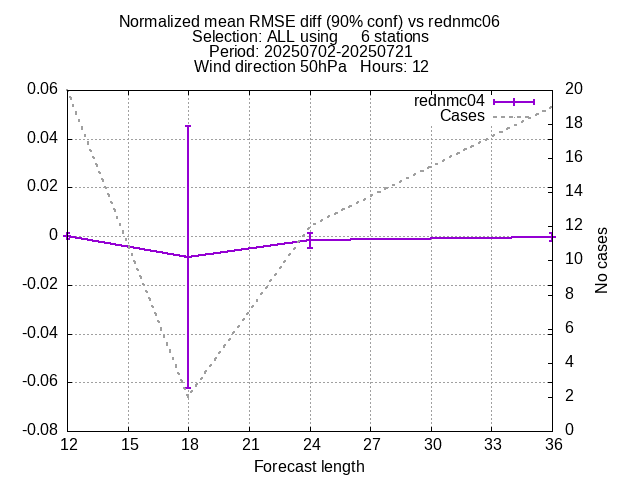 Normalized mean RMSE diff (90% conf) vs rednmc06
Selection: ALL using     6 stations
Period: 20250702-20250721
Wind direction 50hPa   Hours: 12
rednmc04
Cases
0.06
0.04
0.02
0
-0.02
-0.04
-0.06
-0.08
20
18
16
14
12
10
8
6
4
2
0
No cases
12 15 18 21 24 27 30 33 36
Forecast length